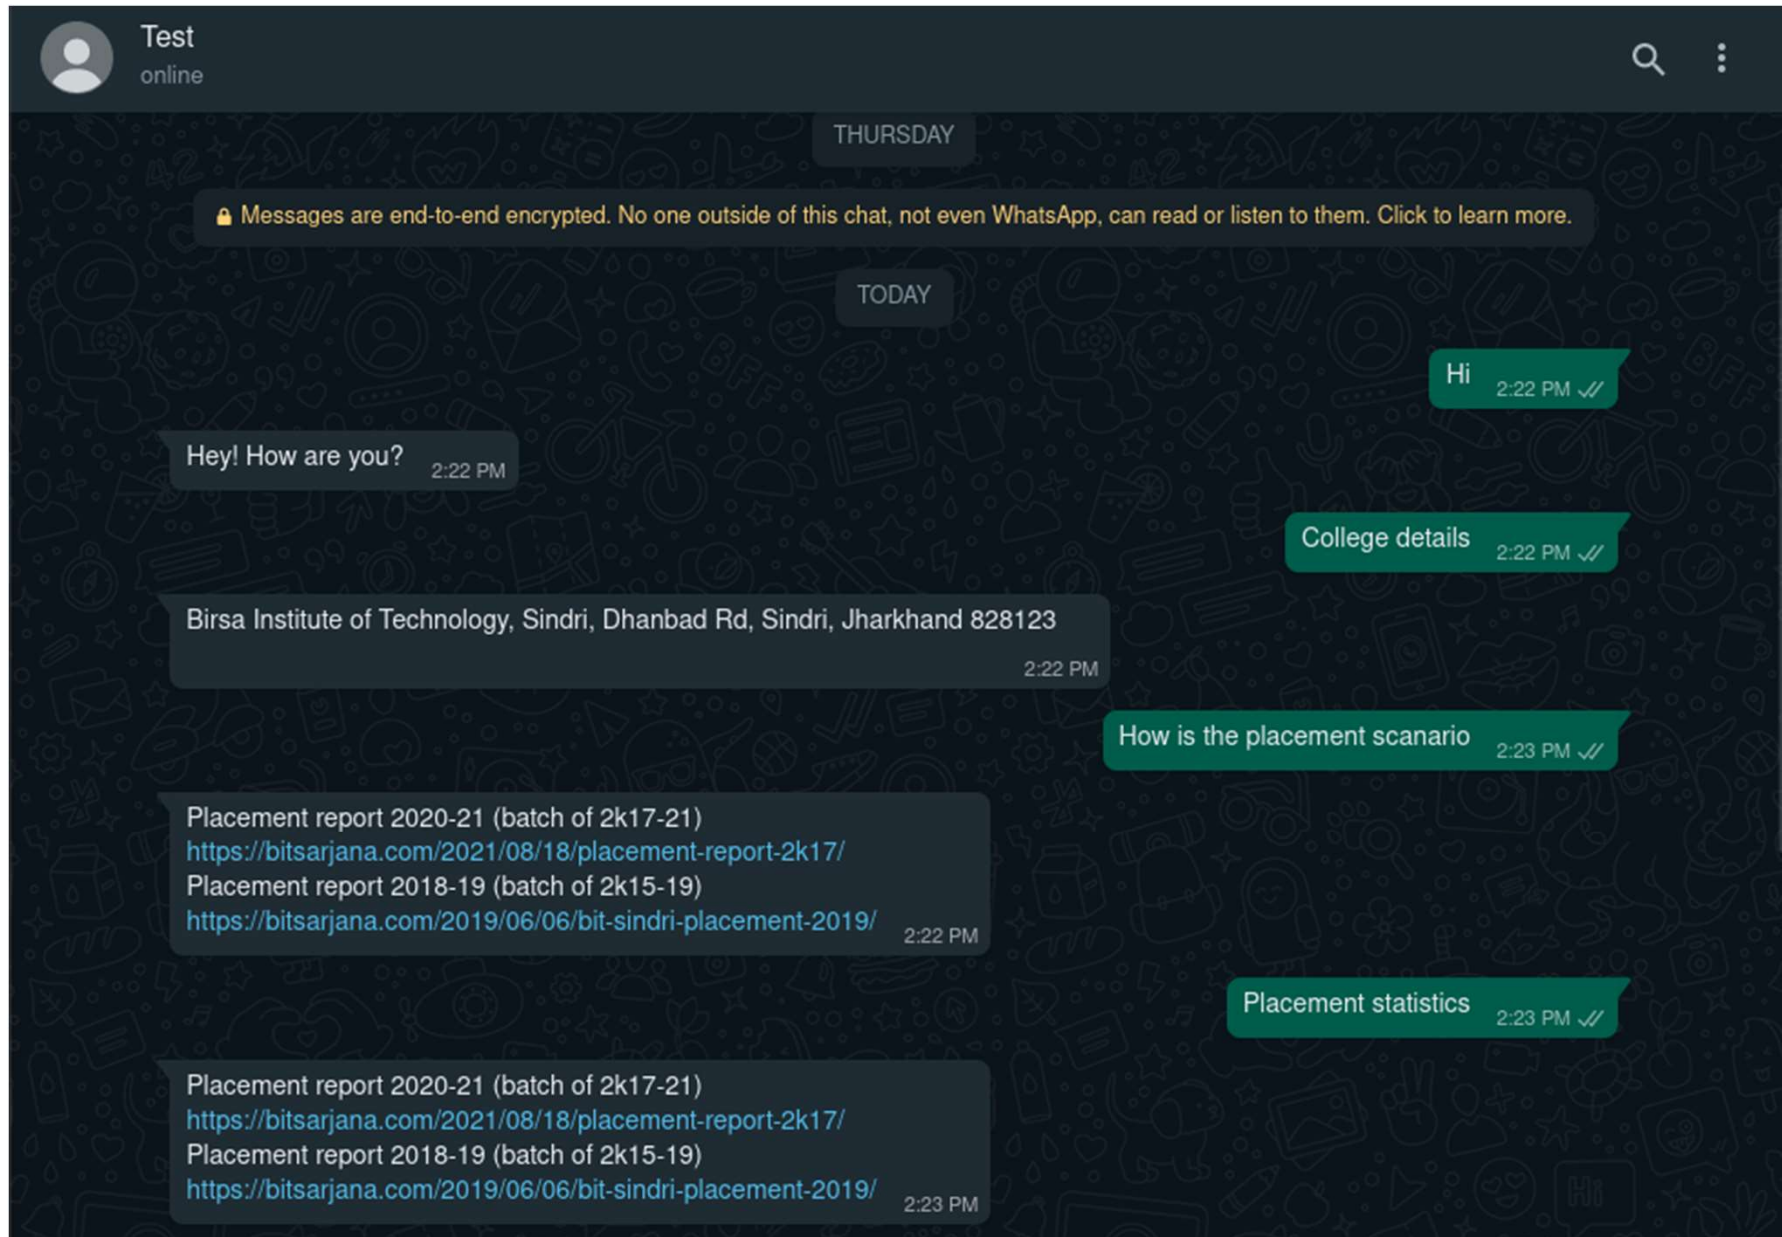 Test
online
THURSDAY
Messages are end-to-end encrypted. No one outside of this chat, not even WhatsApp, can read or listen to them. Click to learn more.
TODAY
Hi 2:22 PM
Hey! How are you? 2:22 PM
College details 2:22 PM
Birsa Institute of Technology, Sindri, Dhanbad Rd, Sindri, Jharkhand 828123
2:22 PM
How is the placement scanario 2:23 PM
Placement report 2020-21 (batch of 2k17-21)
https://bitsarjana.com/2021/08/18/placement-report-2k17/
Placement report 2018-19 (batch of 2k15-19)
https://bitsarjana.com/2019/06/06/bit-sindri-placement-2019/ 2:22 PM
Placement statistics 2:23 PM
Placement report 2020-21 (batch of 2k17-21)
https://bitsarjana.com/2021/08/18/placement-report-2k17/
Placement report 2018-19 (batch of 2k15-19)
https://bitsarjana.com/2019/06/06/bit-sindri-placement-2019/ 2:23 PM